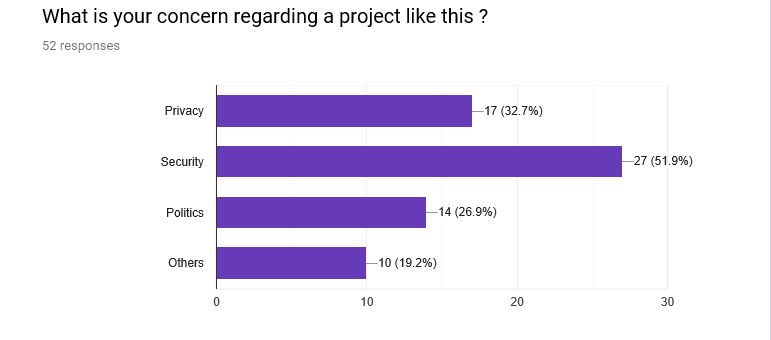 What is your concern regarding a project like this ?
52 responses
Privacy 17 (32.7%)
Security 27 (51.9%)
Politics 14 (26.9%)
Others 10 (19.2%)
0 10 20 30